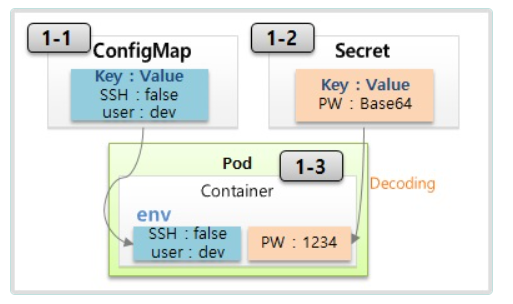 1-1
ConfigMap
Key : Value
SSH : false
user : dev
1-2
Secret
Key : Value
PW : Base64
Pod
1-3
Container
Decoding
env
SSH : false
user : dev
PW : 1234